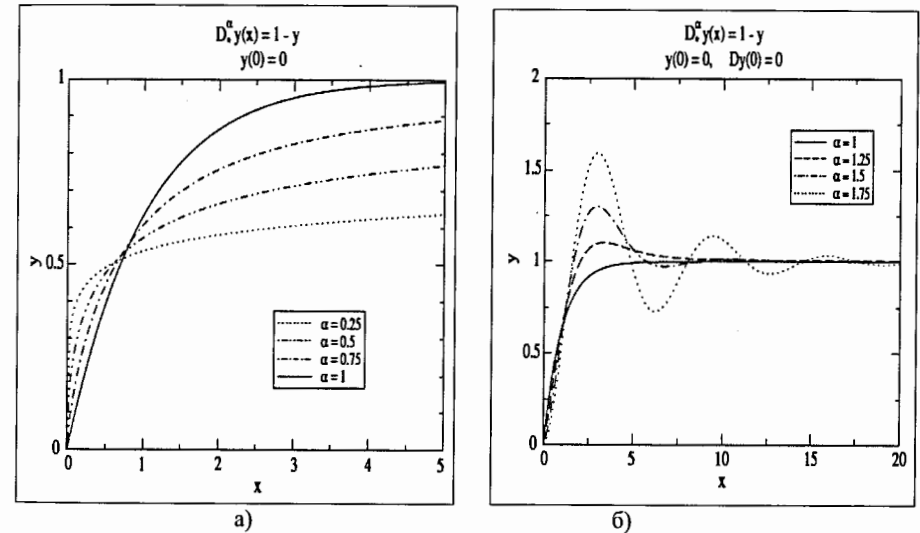 D*^α y(x) = 1 - y
y(0) = 0
y
1
0.5
0
α = 0.25
α = 0.5
α = 0.75
α = 1
0 1 2 3 4 5
x
а)
D*^α y(x) = 1 - y
y(0) = 0, Dy(0) = 0
y
2
1.5
1
0.5
0
α = 1
α = 1.25
α = 1.5
α = 1.75
0 5 10 15 20
x
б)